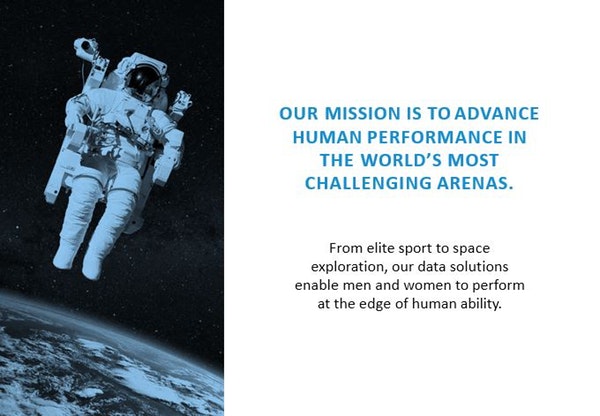 OUR MISSION IS TO ADVANCE
HUMAN PERFORMANCE IN
THE WORLD’S MOST
CHALLENGING ARENAS.
From elite sport to space
exploration, our data solutions
enable men and women to perform
at the edge of human ability.